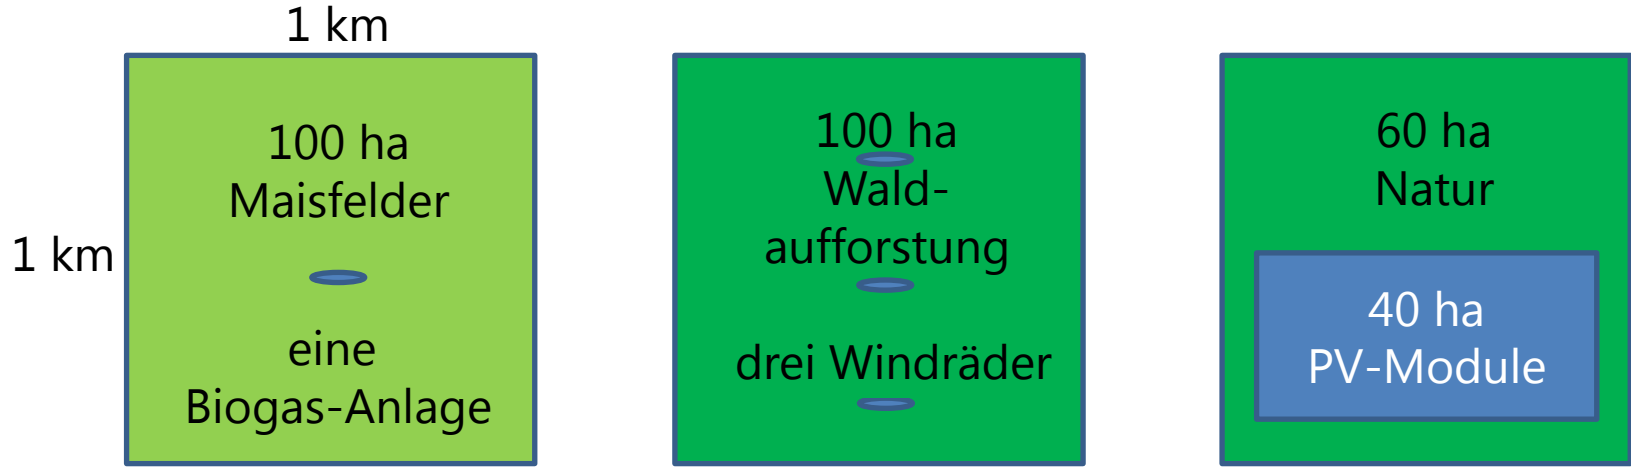 1 km
1 km
100 ha
Maisfelder
eine
Biogas-Anlage
100 ha
Wald-
aufforstung
drei Windräder
60 ha
Natur
40 ha
PV-Module